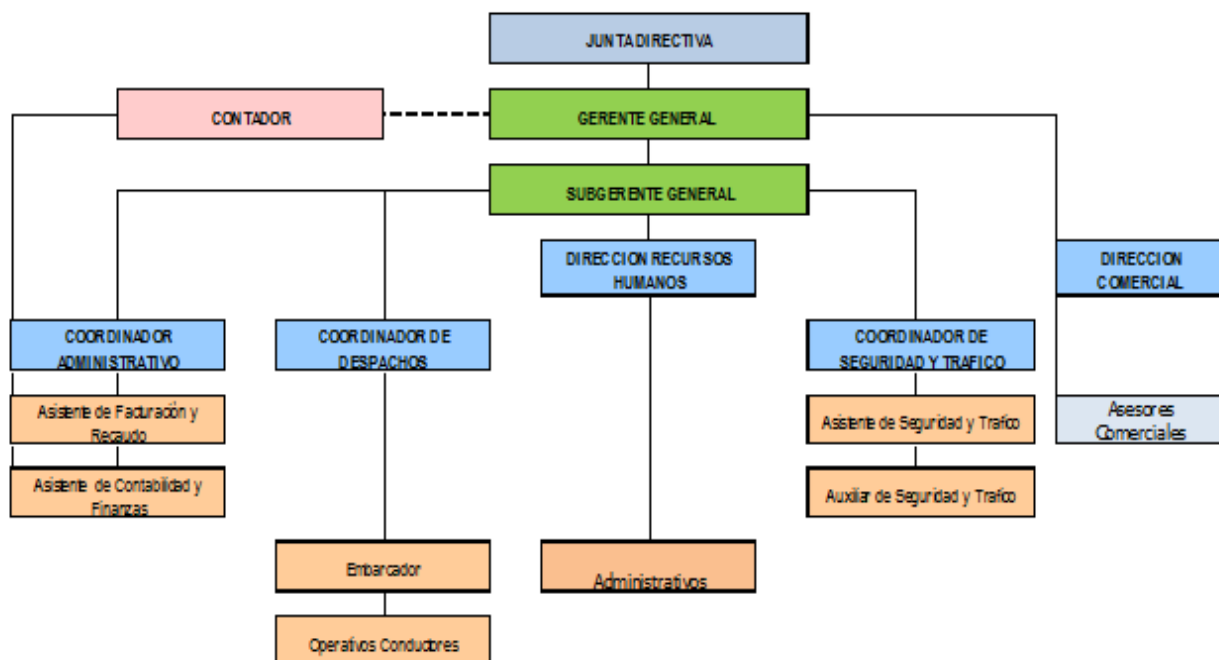 JUNTA DIRECTIVA
CONTADOR
GERENTE GENERAL
SUBGERENTE GENERAL
DIRECCION RECURSOS
HUMANOS
DIRECCION
COMERCIAL
COORDINADOR
ADMINISTRATIVO
COORDINADOR DE
DESPACHOS
COORDINADOR DE
SEGURIDAD Y TRAFICO
Asistente de Facturación y
Recaudo
Asistente de Seguridad y Trafico
Asesores
Comerciales
Asistente de Contabilidad y
Finanzas
Auxiliar de Seguridad y Trafico
Embarcador
Administrativos
Operativos Conductores